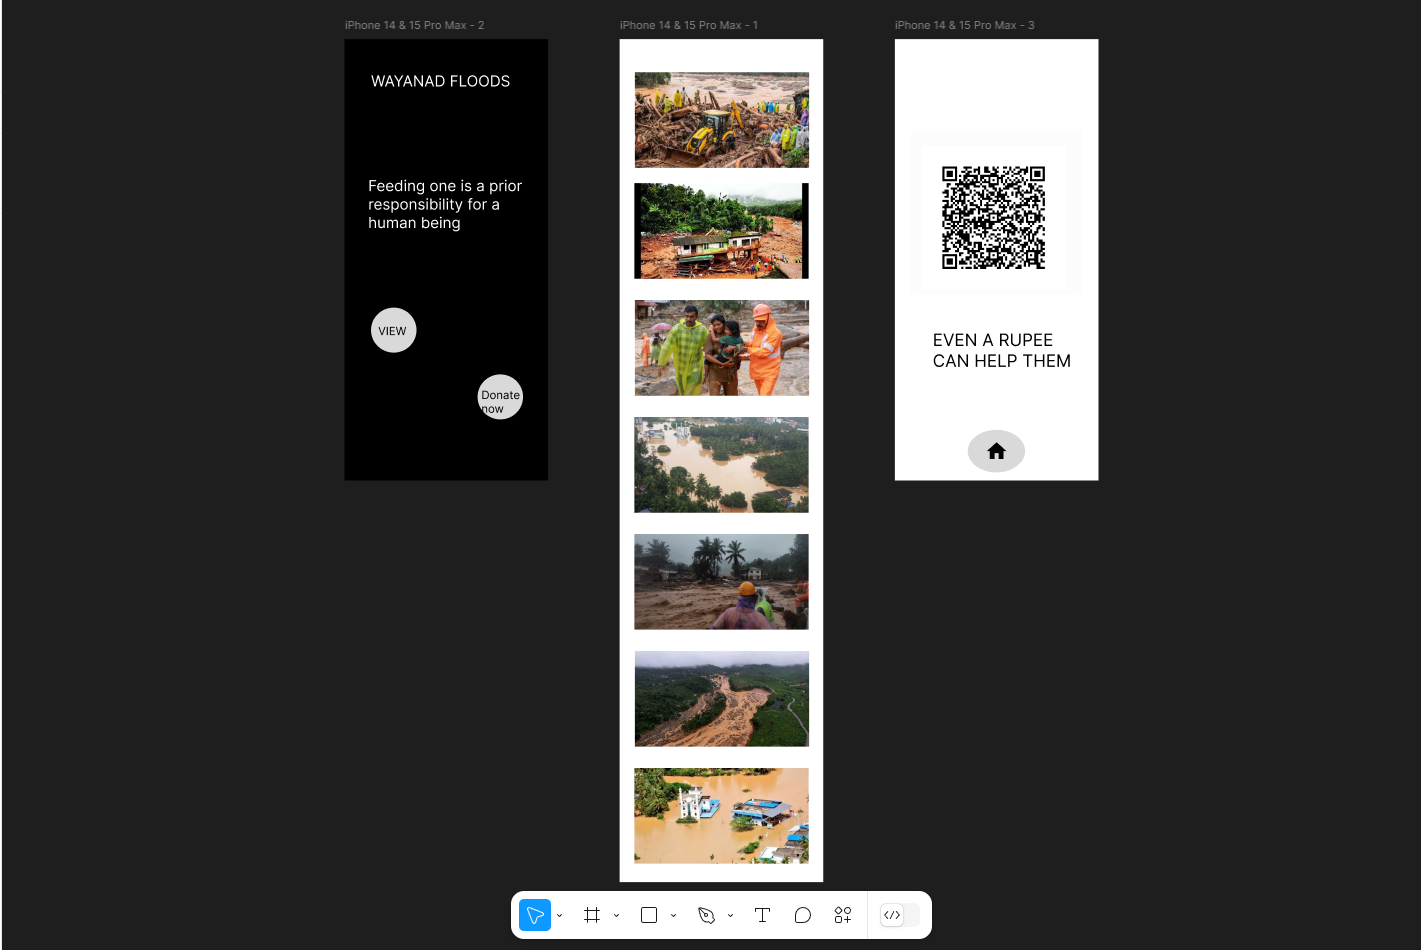 iPhone 14 & 15 Pro Max - 2
WAYANAD FLOODS
Feeding one is a prior
responsibility for a
human being
VIEW
Donate
now
iPhone 14 & 15 Pro Max - 1
iPhone 14 & 15 Pro Max - 3
EVEN A RUPEE
CAN HELP THEM